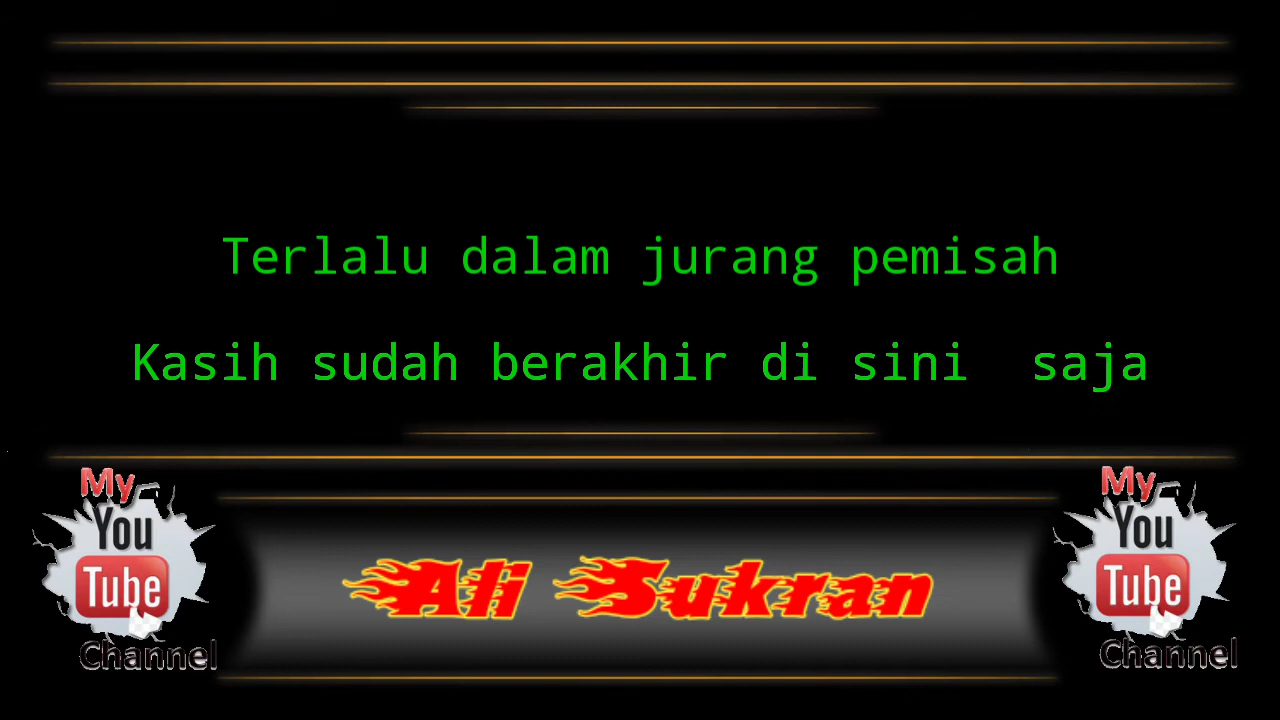 Terlalu dalam jurang pemisah
Kasih sudah berakhir di sini  saja
My
You
Tube
Channel
Ali Sukran
My
You
Tube
Channel